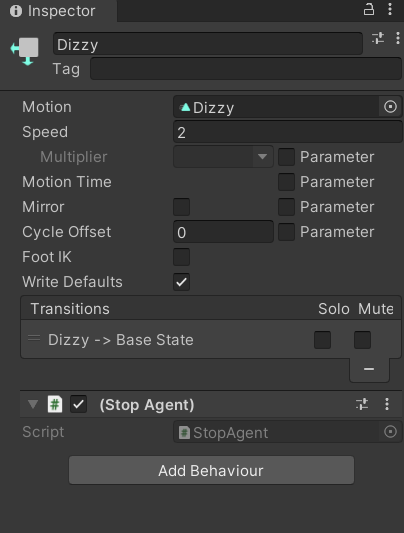 Inspector
Dizzy
Tag
Motion Dizzy
Speed 2
Multiplier Parameter
Motion Time Parameter
Mirror Parameter
Cycle Offset 0 Parameter
Foot IK
Write Defaults
Transitions Solo Mute
Dizzy -> Base State
(Stop Agent)
Script StopAgent
Add Behaviour